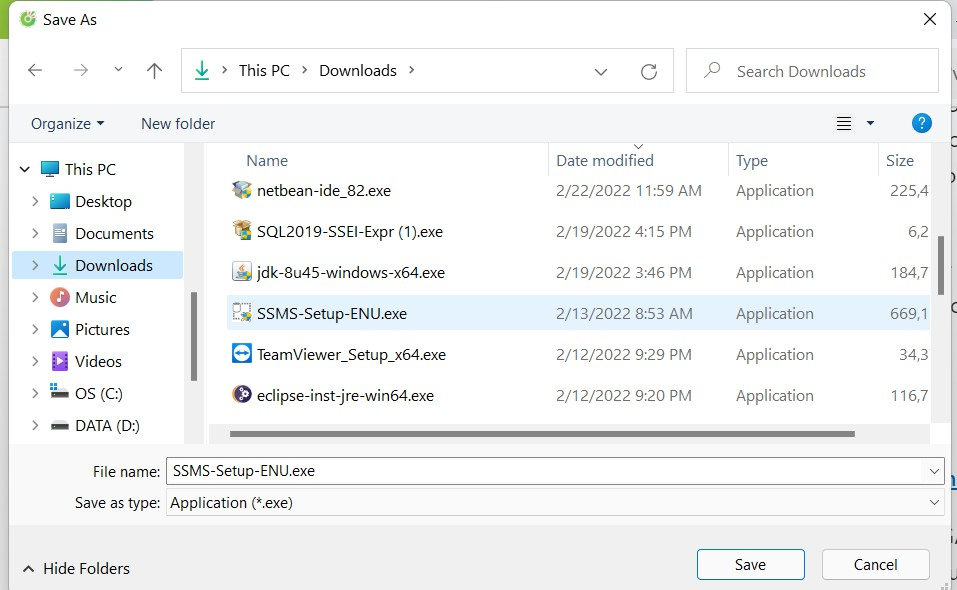 Save As
This PC > Downloads >
Search Downloads
Organize
New folder
?
Name Date modified Type Size
This PC
Desktop
Documents
Downloads
Music
Pictures
Videos
OS (C:)
DATA (D:)
netbean-ide_82.exe 2/22/2022 11:59 AM Application 225,4
SQL2019-SSEI-Expr (1).exe 2/19/2022 4:15 PM Application 6,2
jdk-8u45-windows-x64.exe 2/19/2022 3:46 PM Application 184,7
SSMS-Setup-ENU.exe 2/13/2022 8:53 AM Application 669,1
TeamViewer_Setup_x64.exe 2/12/2022 9:29 PM Application 34,3
eclipse-inst-jre-win64.exe 2/12/2022 9:20 PM Application 116,7
File name: SSMS-Setup-ENU.exe
Save as type: Application (*.exe)
Hide Folders
Save
Cancel